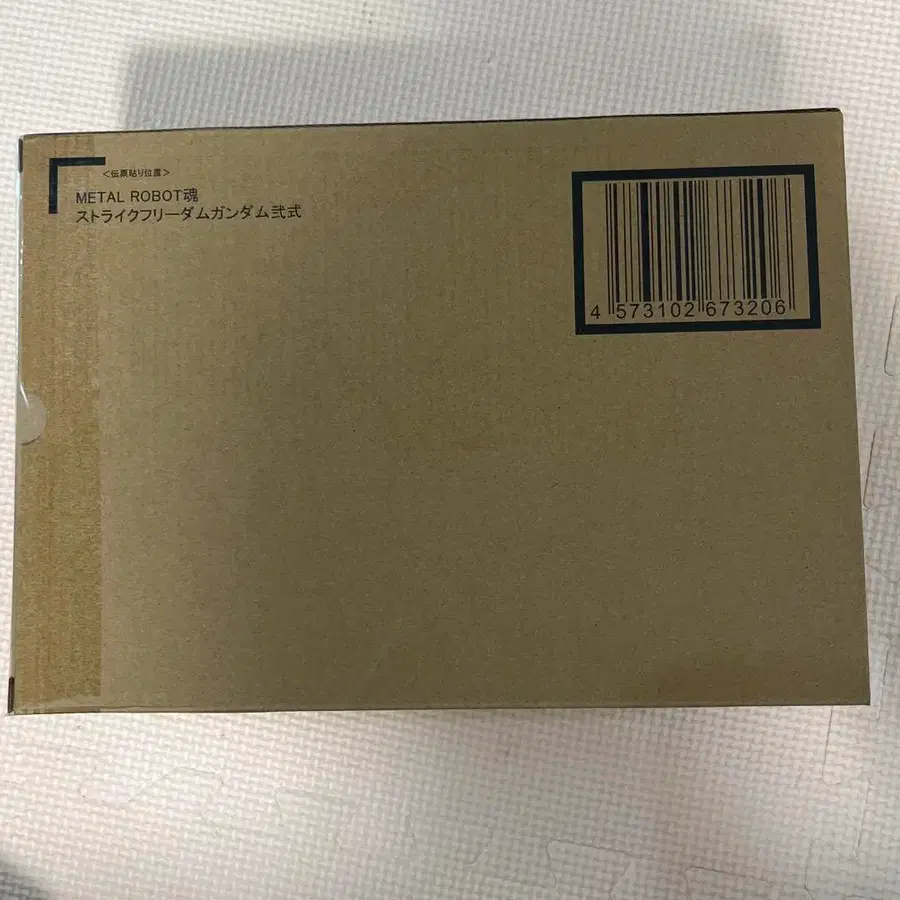 ＜伝票貼り位置＞
METAL ROBOT魂
ストライクフリーダムガンダム弐式
4 573102 673206